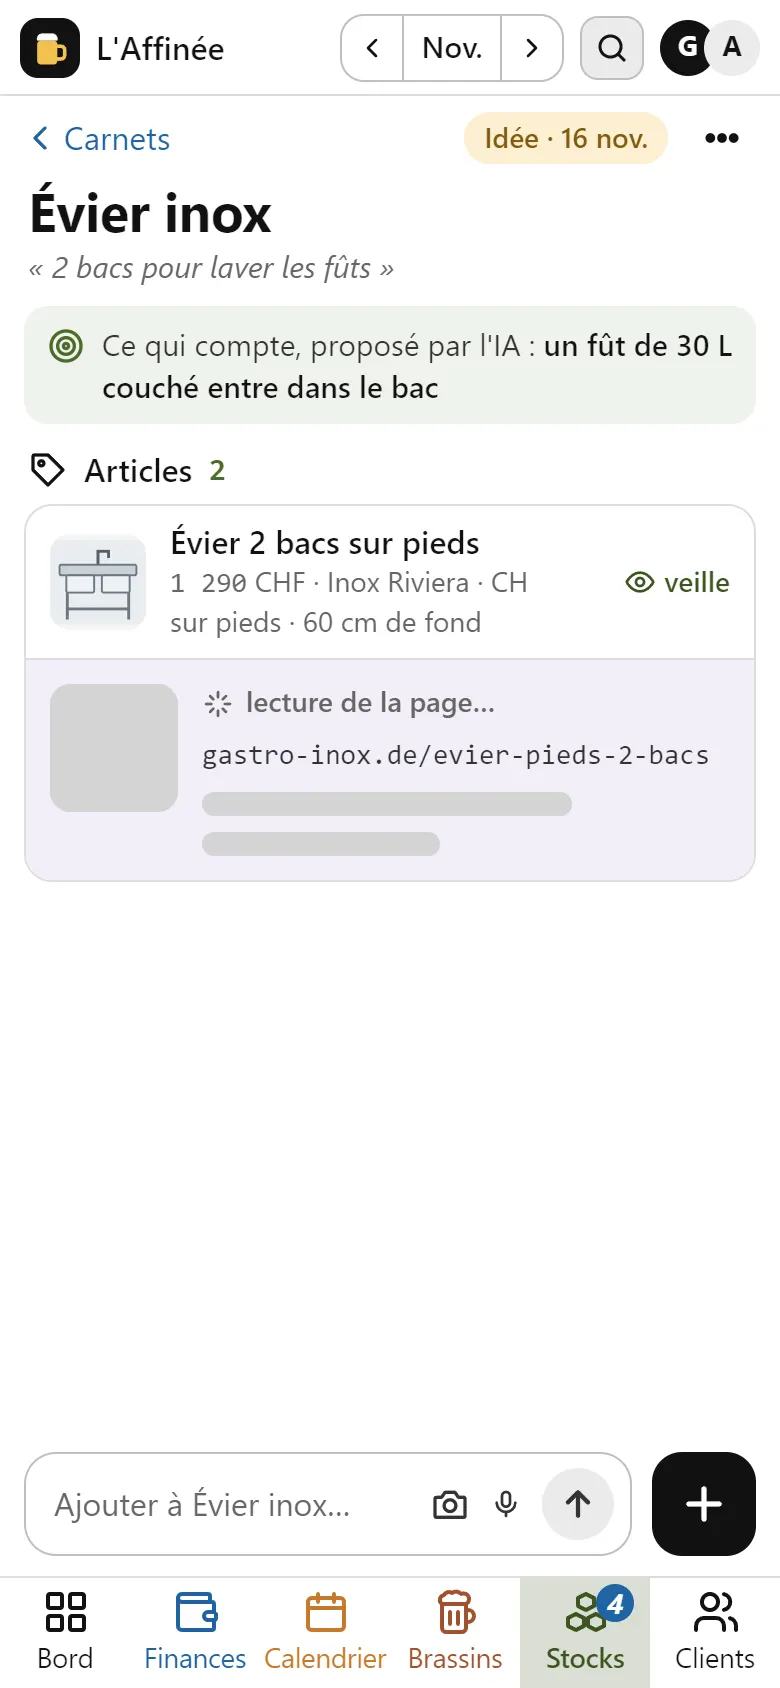 L'Affinée
Nov.
G
A
Carnets
Idée · 16 nov.
Évier inox
« 2 bacs pour laver les fûts »
Ce qui compte, proposé par l'IA : un fût de 30 L
couché entre dans le bac
Articles 2
Évier 2 bacs sur pieds
1 290 CHF · Inox Riviera · CH
veille
sur pieds · 60 cm de fond
lecture de la page…
gastro-inox.de/evier-pieds-2-bacs
Ajouter à Évier inox…
4
Bord
Finances
Calendrier
Brassins
Stocks
Clients